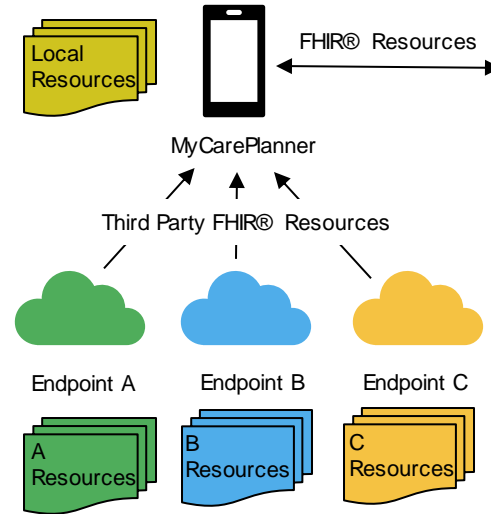 Local
Resources
FHIR® Resources
MyCarePlanner
Third Party FHIR® Resources
Endpoint A
Endpoint B
Endpoint C
A
Resources
B
Resources
C
Resources